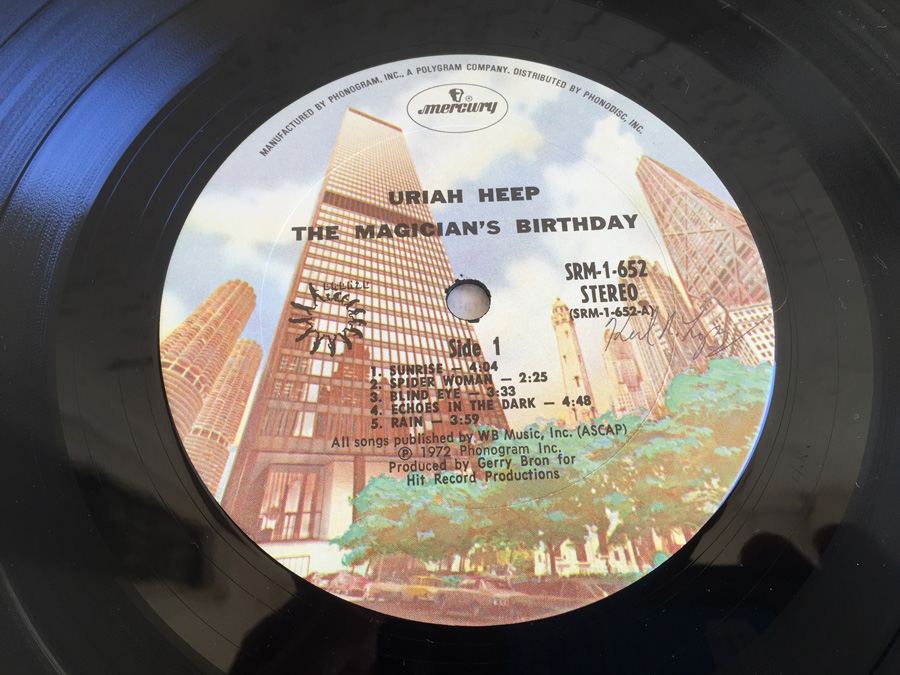 MANUFACTURED BY PHONOGRAM, INC., A POLYGRAM COMPANY. DISTRIBUTED BY PHONODISC, INC.
mercury
URIAH HEEP
THE MAGICIAN'S BIRTHDAY
SRM-1-652
STEREO
(SRM-1-652-A)
BRONZE
Side 1
1. SUNRISE — 4:04
2. SPIDER WOMAN — 2:25
3. BLIND EYE — 3:33
4. ECHOES IN THE DARK — 4:48
5. RAIN — 3:59
All songs published by WB Music, Inc. (ASCAP)
Ⓟ 1972 Phonogram Inc.
Produced by Gerry Bron for
Hit Record Productions